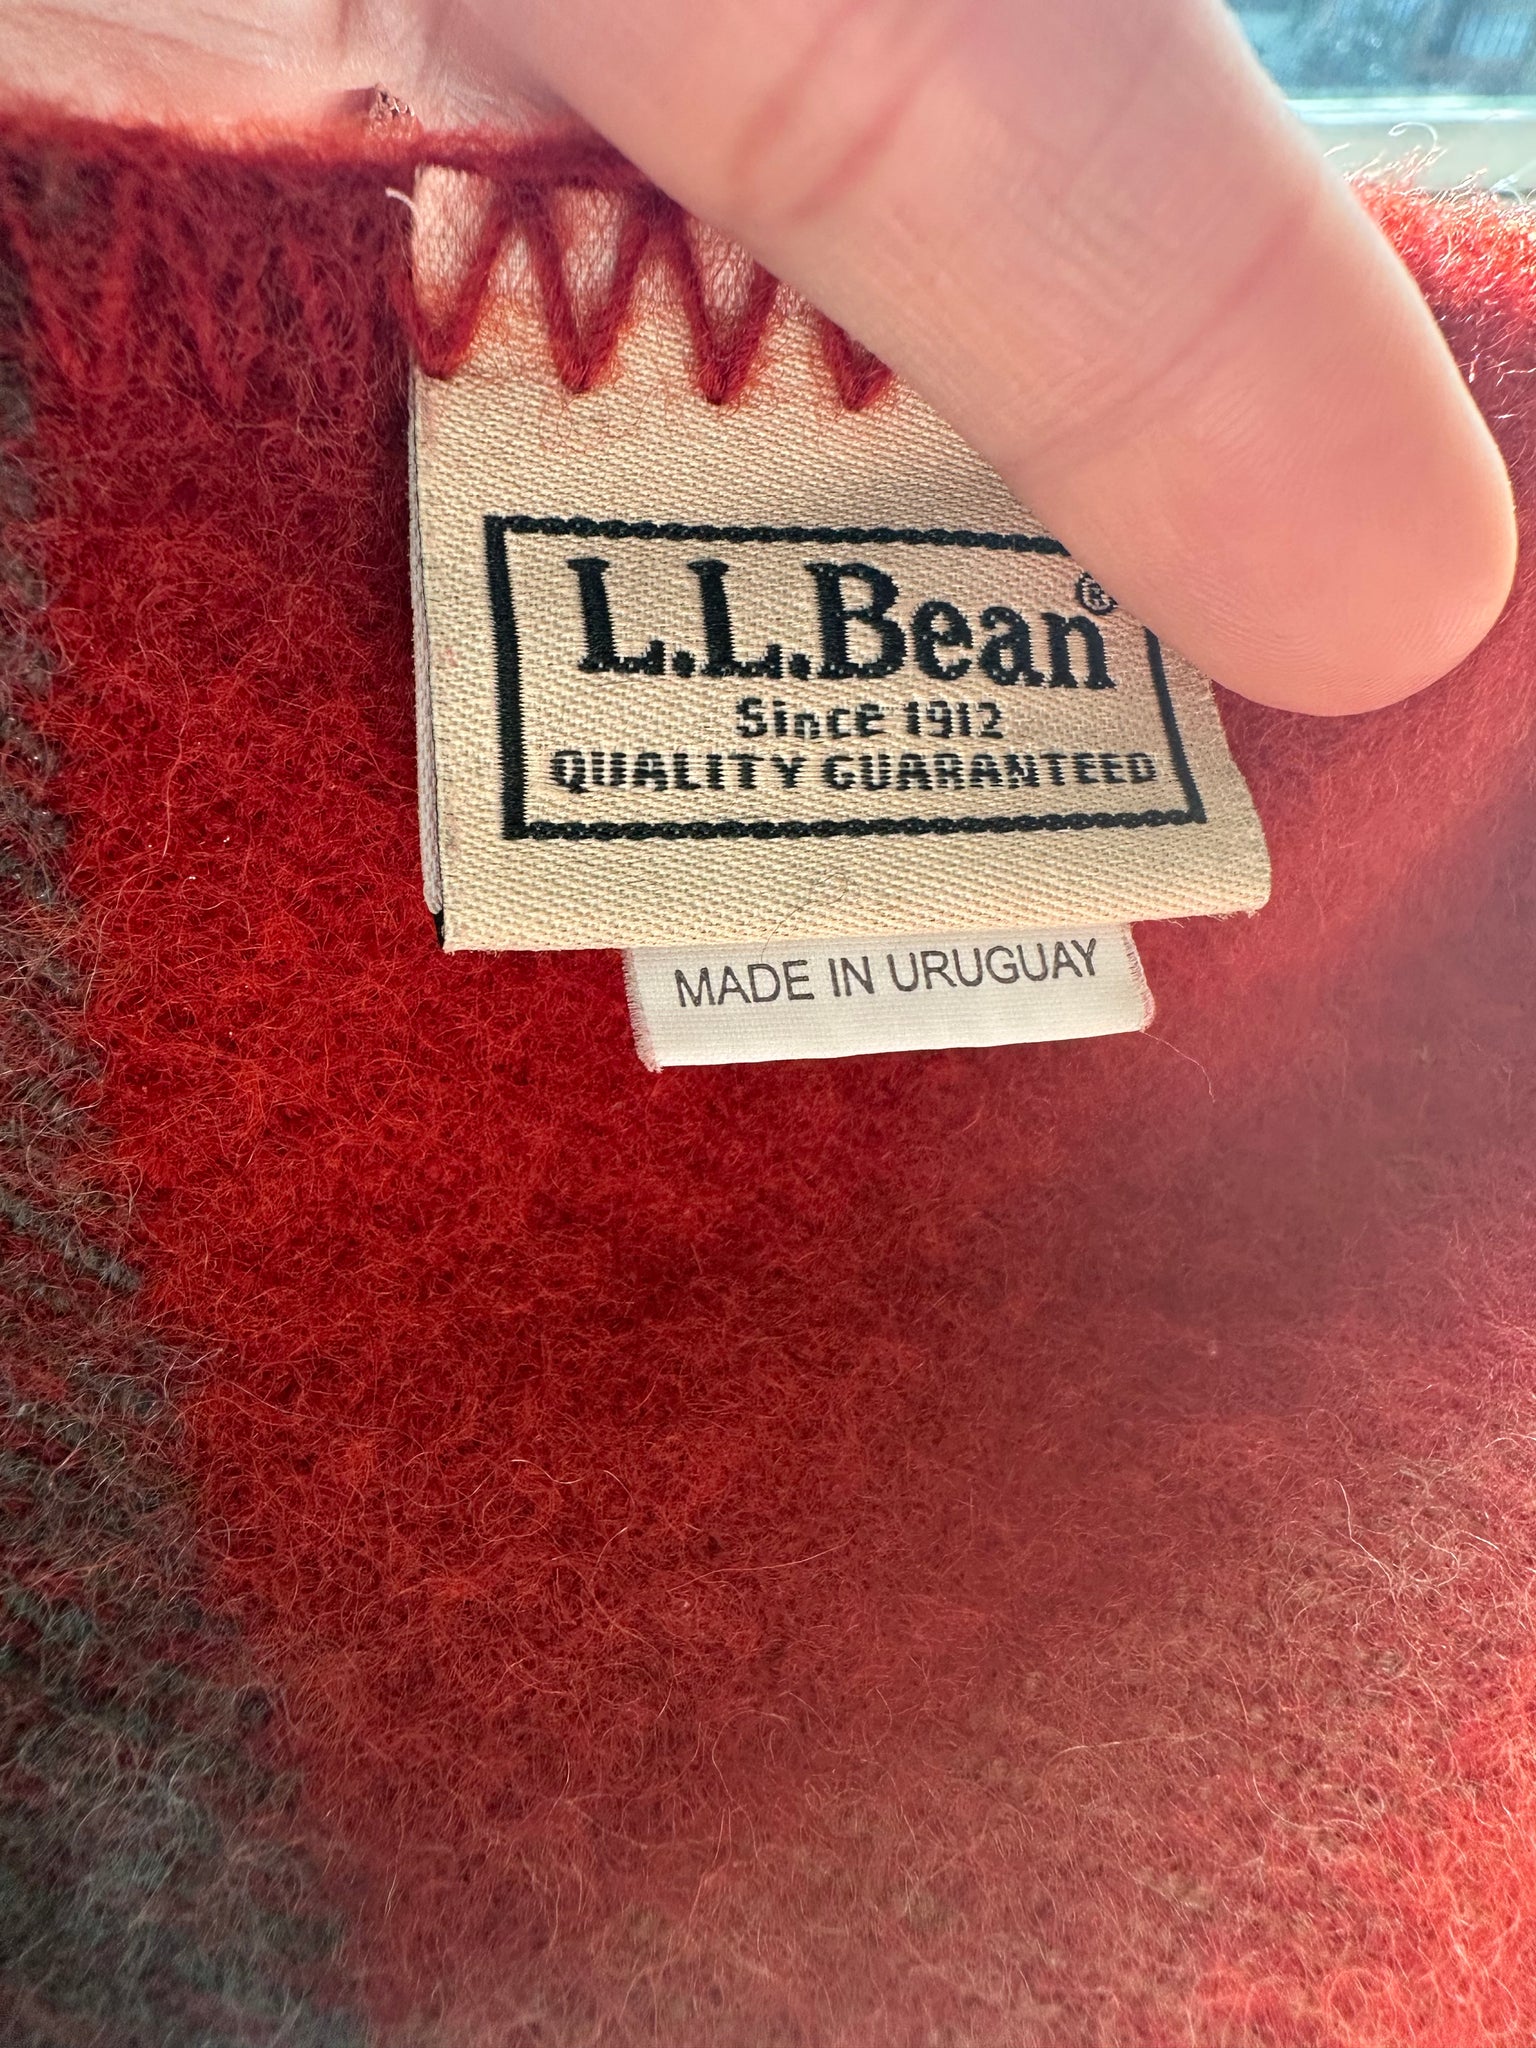 L.L.Bean®
Since 1912
QUALITY GUARANTEED
MADE IN URUGUAY